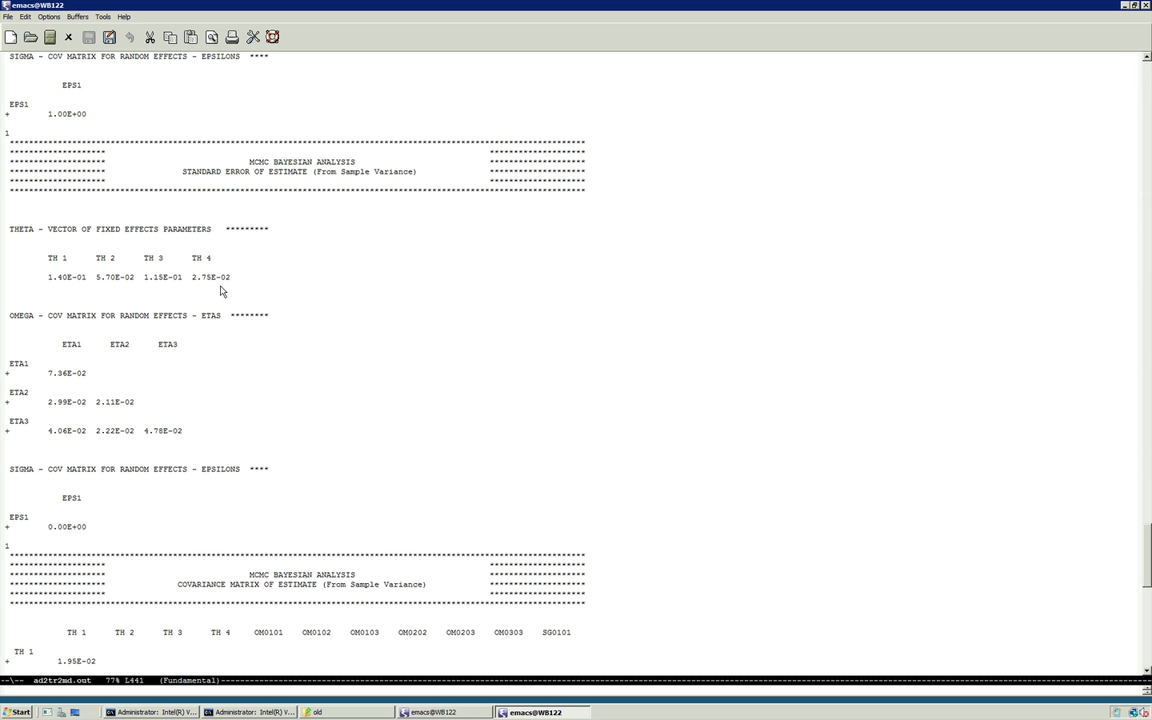 emacs@WB122
File Edit Options Buffers Tools Help
SIGMA - COV MATRIX FOR RANDOM EFFECTS - EPSILONS ****
EPS1
EPS1
+ 1.00E+00
1
************************************************************************************************************************
******************** ********************
******************** MCMC BAYESIAN ANALYSIS ********************
******************** STANDARD ERROR OF ESTIMATE (From Sample Variance) ********************
******************** ********************
************************************************************************************************************************
THETA - VECTOR OF FIXED EFFECTS PARAMETERS *********
TH 1 TH 2 TH 3 TH 4
1.40E-01 5.70E-02 1.15E-01 2.75E-02
OMEGA - COV MATRIX FOR RANDOM EFFECTS - ETAS ********
ETA1 ETA2 ETA3
ETA1
+ 7.36E-02
ETA2
+ 2.99E-02 2.11E-02
ETA3
+ 4.06E-02 2.22E-02 4.78E-02
SIGMA - COV MATRIX FOR RANDOM EFFECTS - EPSILONS ****
EPS1
EPS1
+ 0.00E+00
1
************************************************************************************************************************
******************** ********************
******************** MCMC BAYESIAN ANALYSIS ********************
******************** COVARIANCE MATRIX OF ESTIMATE (From Sample Variance) ********************
******************** ********************
************************************************************************************************************************
TH 1 TH 2 TH 3 TH 4 OM0101 OM0102 OM0103 OM0202 OM0203 OM0303 SG0101
TH 1
+ 1.95E-02
--\-- ad2tr2md.out 77% L441 (Fundamental)
Start Administrator: Intel(R) V... Administrator: Intel(R) V... old emacs@WB122 emacs@WB122